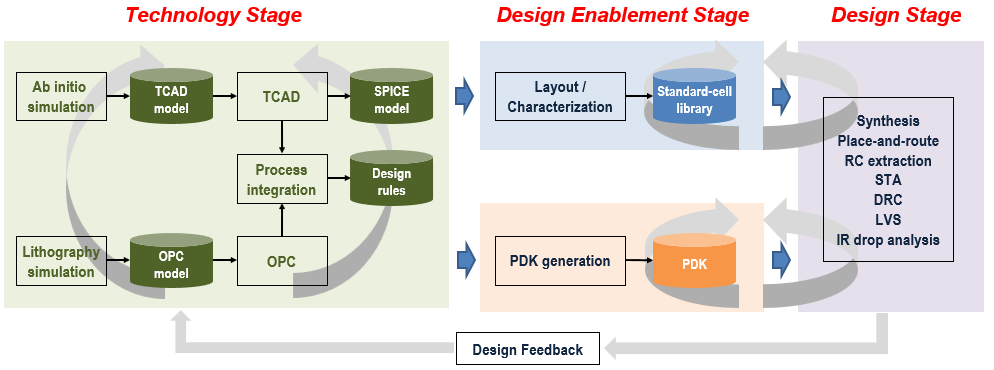 Technology Stage
Design Enablement Stage
Design Stage
Ab initio
simulation
TCAD
model
TCAD
SPICE
model
Process
integration
Design
rules
Lithography
simulation
OPC
model
OPC
Layout /
Characterization
Standard-cell
library
PDK generation
PDK
Synthesis
Place-and-route
RC extraction
STA
DRC
LVS
IR drop analysis
Design Feedback